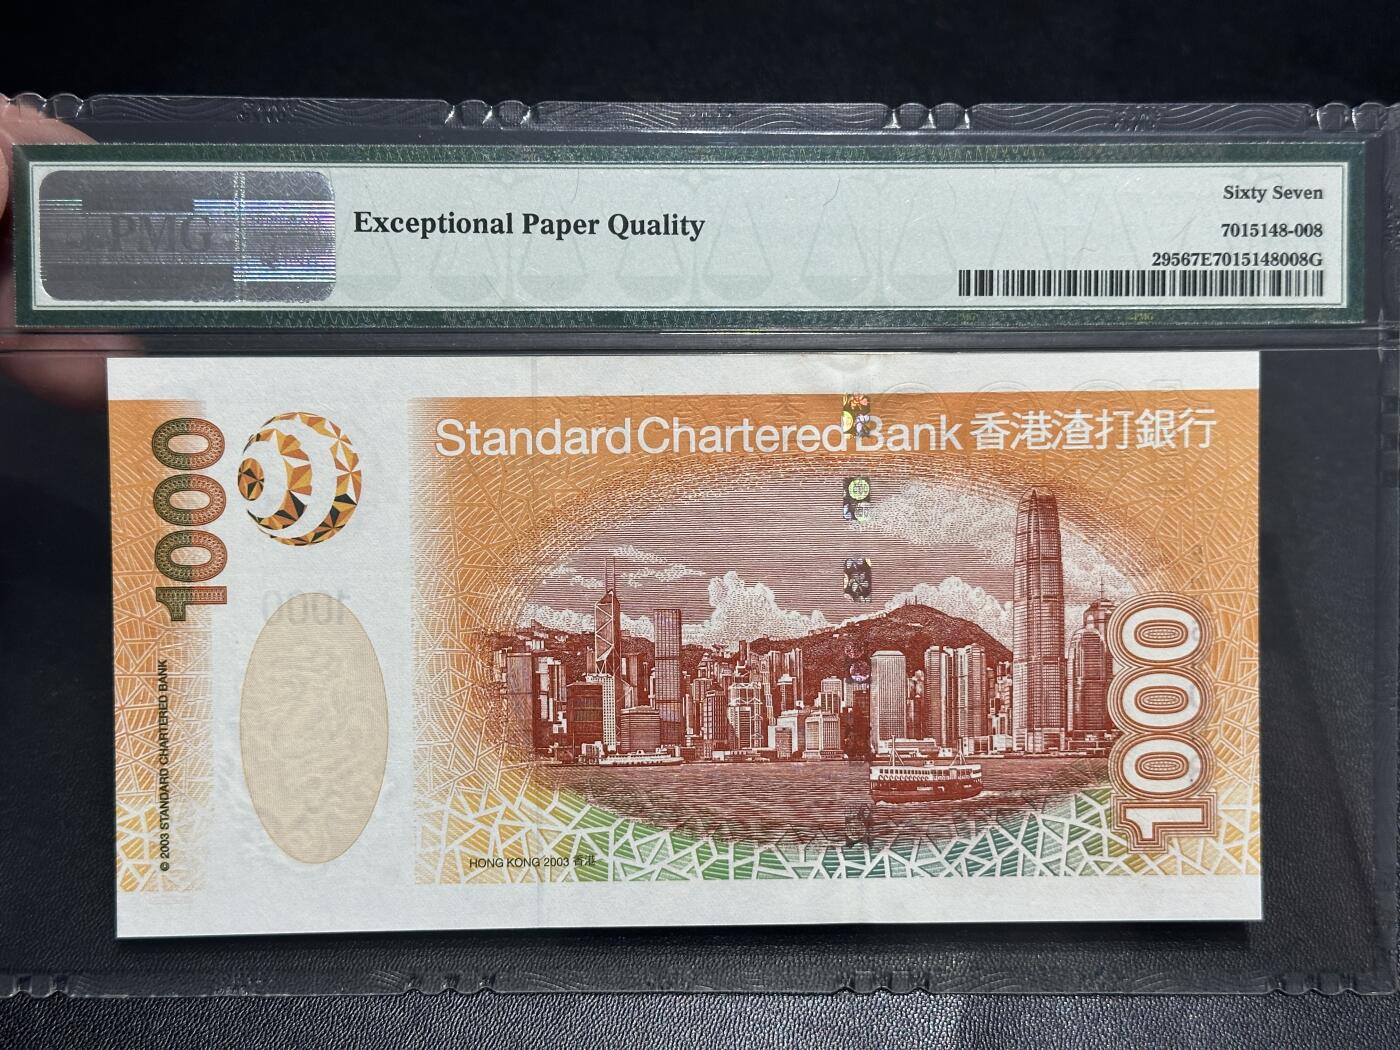 PMG
Exceptional Paper Quality
Sixty Seven
7015148-008
29567E7015148008G
1000
Standard Chartered Bank 香港渣打銀行
1000
© 2003 STANDARD CHARTERED BANK
HONG KONG 2003 香港
1000